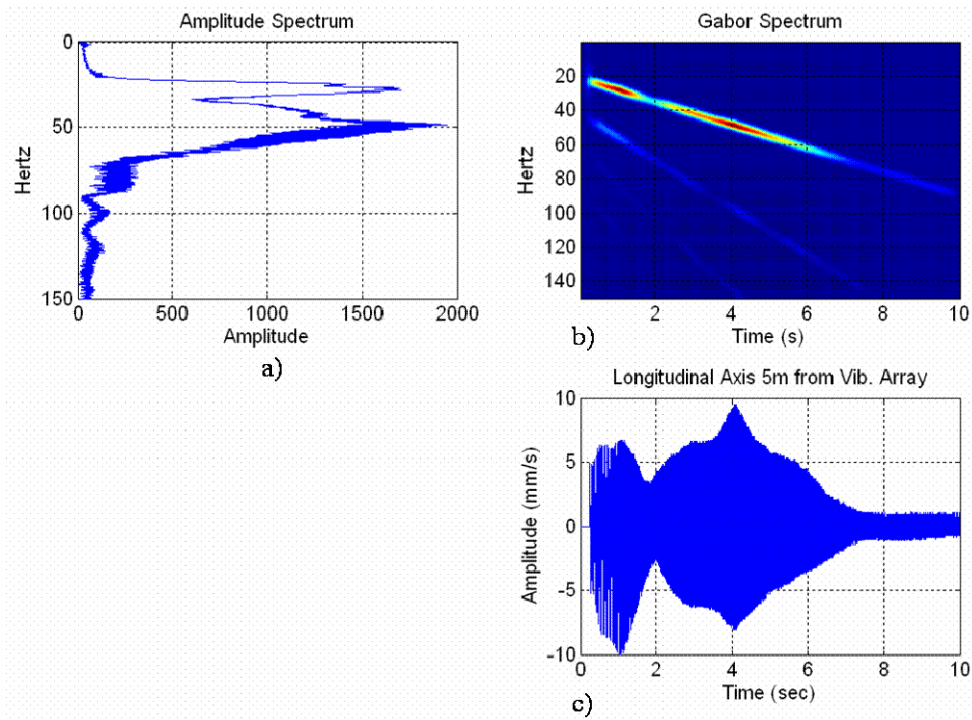 Amplitude Spectrum
0
50
100
150
Hertz
0 500 1000 1500 2000
Amplitude
a)
Gabor Spectrum
20
40
60
80
100
120
140
Hertz
2 4 6 8 10
Time (s)
b)
Longitudinal Axis 5m from Vib. Array
10
5
0
-5
-10
Amplitude (mm/s)
0 2 4 6 8 10
Time (sec)
c)